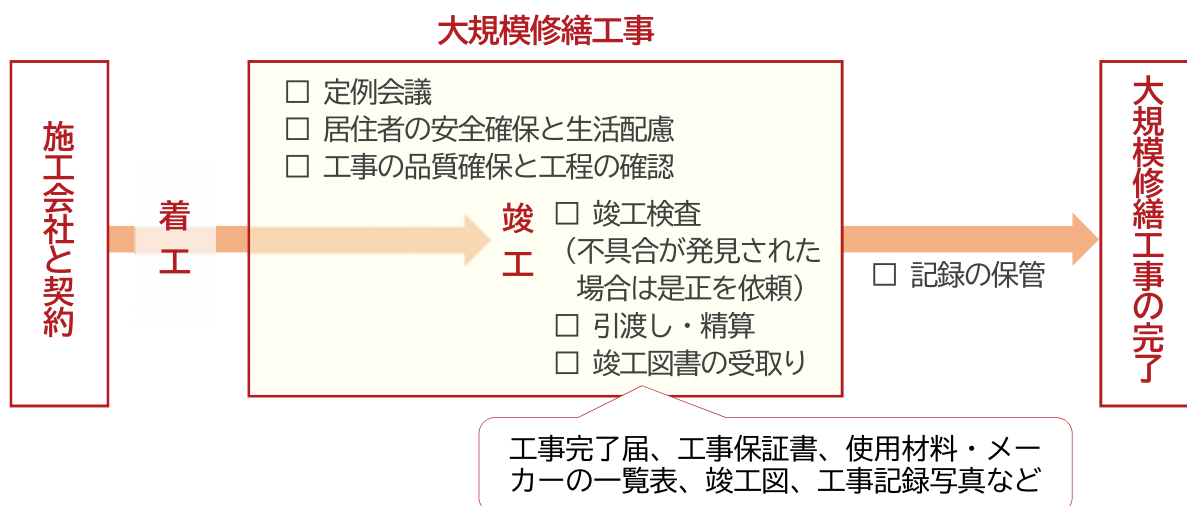 大規模修繕工事
施工会社と契約
着工
□ 定例会議
□ 居住者の安全確保と生活配慮
□ 工事の品質確保と工程の確認
竣工
□ 竣工検査
（不具合が発見された
場合は是正を依頼）
□ 引渡し・精算
□ 竣工図書の受取り
工事完了届、工事保証書、使用材料・メー
カーの一覧表、竣工図、工事記録写真など
□ 記録の保管
大規模修繕工事の完了